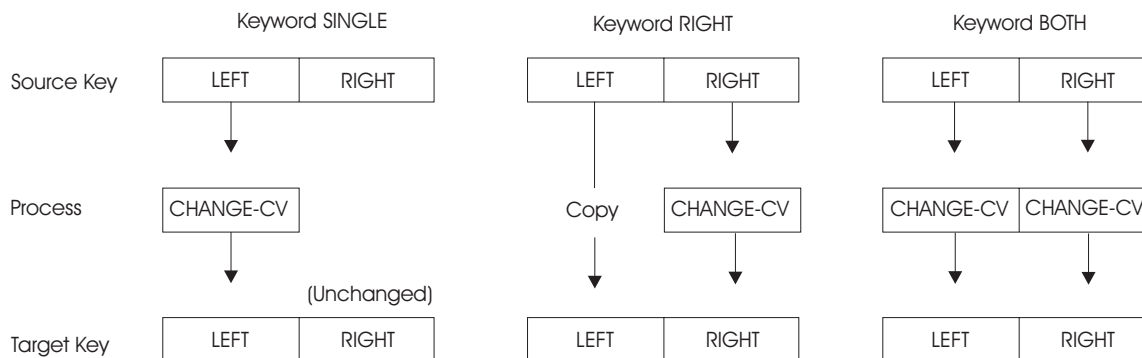 Keyword SINGLE
Keyword RIGHT
Keyword BOTH
Source Key
LEFT RIGHT
LEFT RIGHT
LEFT RIGHT
Process
CHANGE-CV
Copy
CHANGE-CV
CHANGE-CV CHANGE-CV
(Unchanged)
Target Key
LEFT RIGHT
LEFT RIGHT
LEFT RIGHT